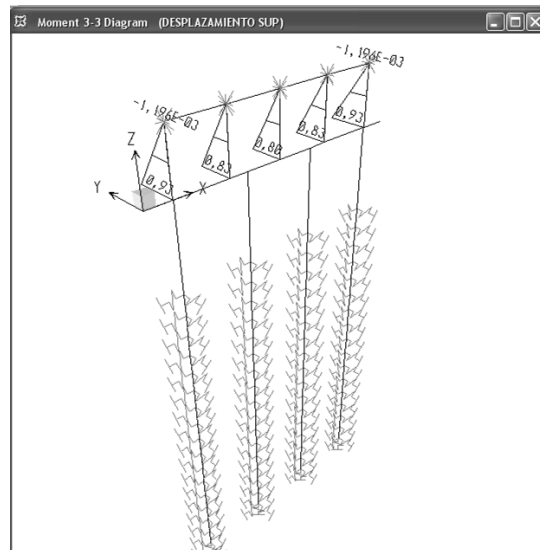 Moment 3-3 Diagram (DESPLAZAMIENTO SUP)
-1,196E-03
-1,196E-03
Z
0,93
0,83
0,80
0,83
0,93
Y
X